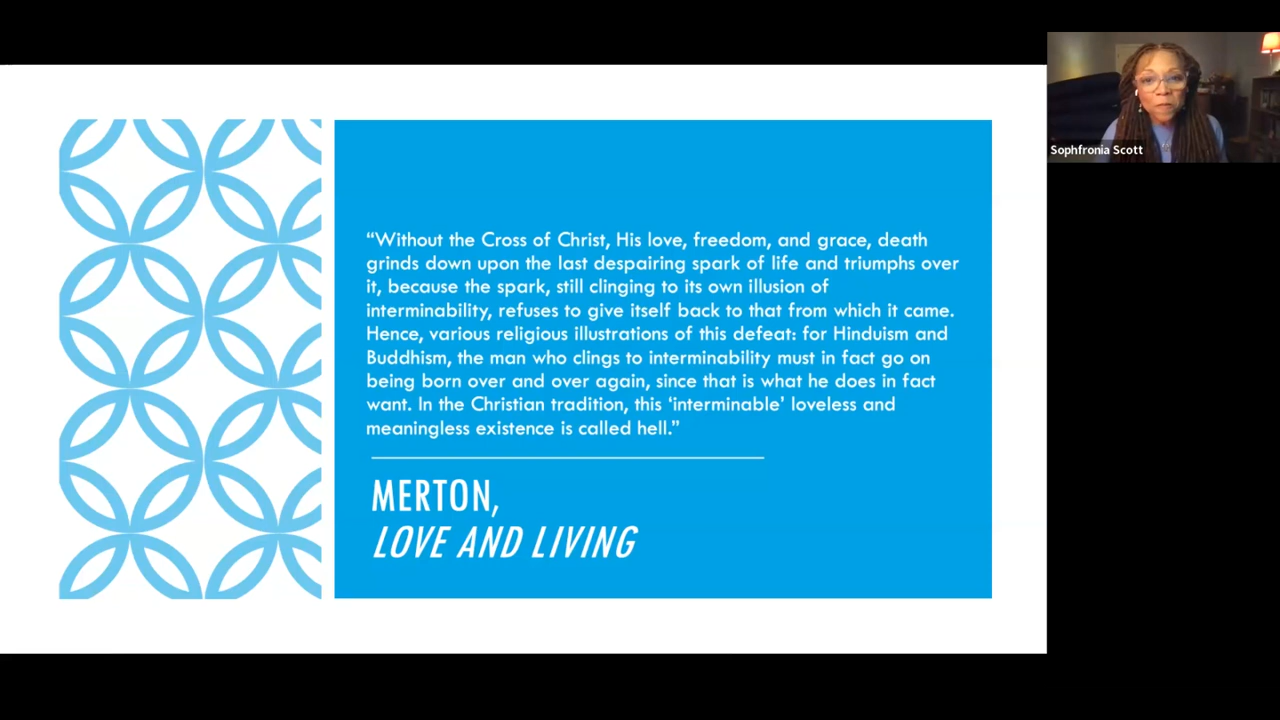 “Without the Cross of Christ, His love, freedom, and grace, death
grinds down upon the last despairing spark of life and triumphs over
it, because the spark, still clinging to its own illusion of
interminability, refuses to give itself back to that from which it came.
Hence, various religious illustrations of this defeat: for Hinduism and
Buddhism, the man who clings to interminability must in fact go on
being born over and over again, since that is what he does in fact
want. In the Christian tradition, this ‘interminable’ loveless and
meaningless existence is called hell.”
MERTON,
LOVE AND LIVING
Sophfronia Scott